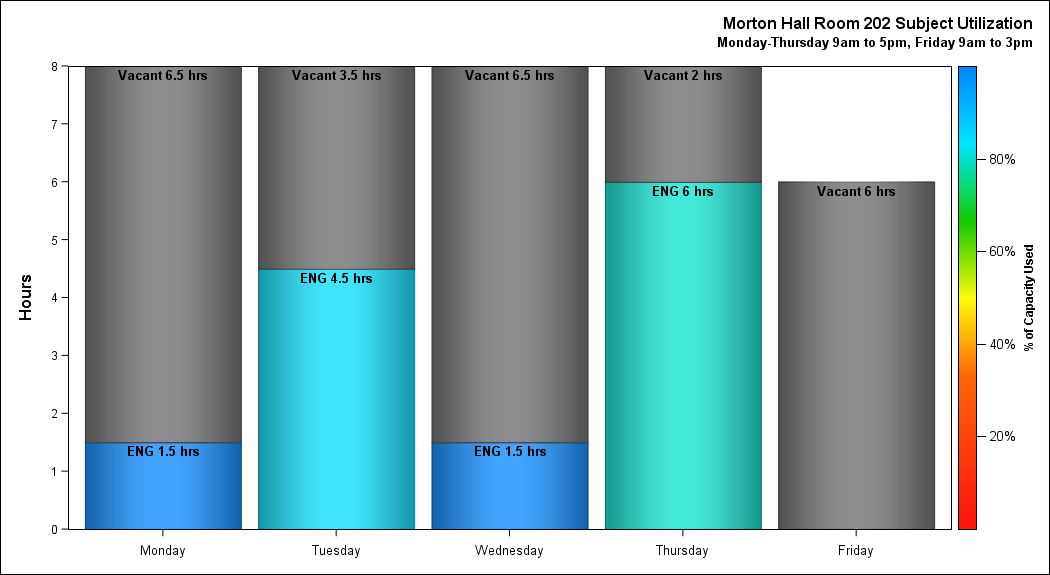 Morton Hall Room 202 Subject Utilization
Monday-Thursday 9am to 5pm, Friday 9am to 3pm
8
7
6
5
4
3
2
1
0
Hours
Vacant 6.5 hrs
Vacant 3.5 hrs
Vacant 6.5 hrs
Vacant 2 hrs
ENG 6 hrs
Vacant 6 hrs
ENG 4.5 hrs
ENG 1.5 hrs
ENG 1.5 hrs
Monday
Tuesday
Wednesday
Thursday
Friday
80%
60%
40%
20%
% of Capacity Used